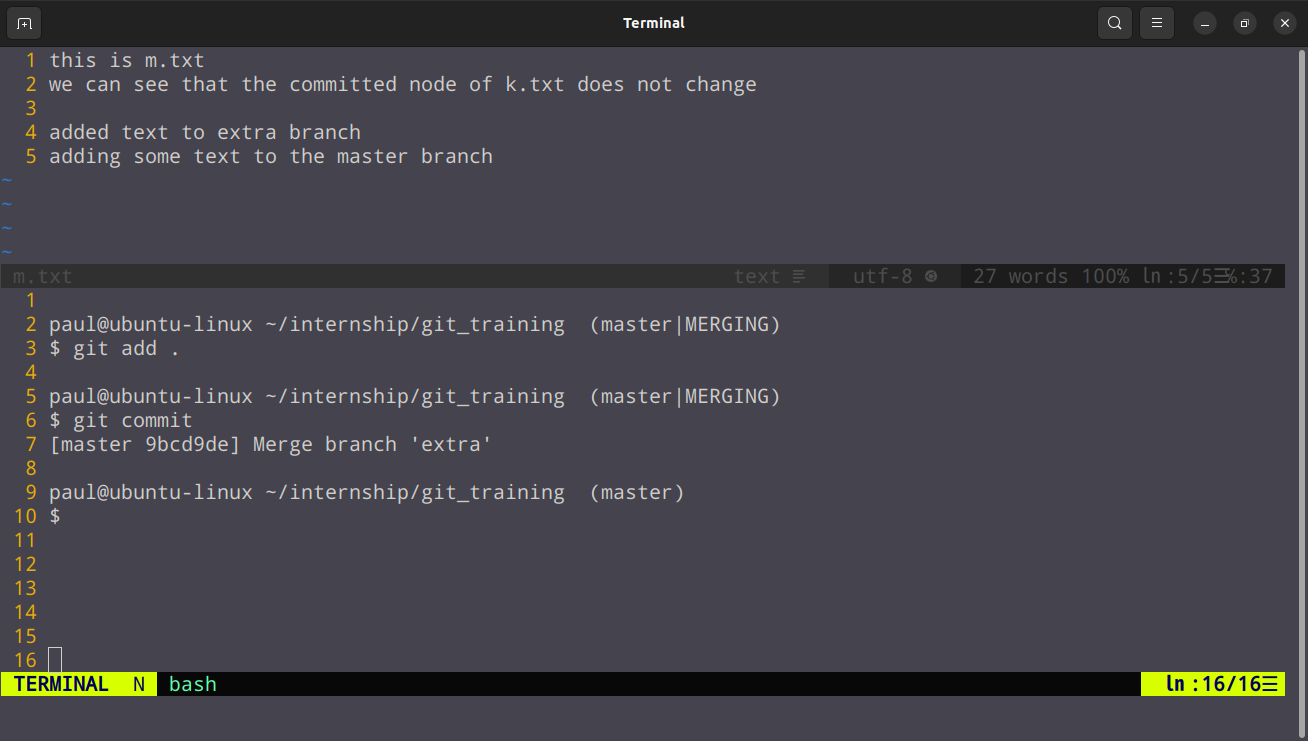 Terminal
1 this is m.txt
2 we can see that the committed node of k.txt does not change
3
4 added text to extra branch
5 adding some text to the master branch
~
~
~
~
m.txt text utf-8 27 words 100% ln :5/5☰%:37
1
2 paul@ubuntu-linux ~/internship/git_training  (master|MERGING)
3 $ git add .
4
5 paul@ubuntu-linux ~/internship/git_training  (master|MERGING)
6 $ git commit
7 [master 9bcd9de] Merge branch 'extra'
8
9 paul@ubuntu-linux ~/internship/git_training  (master)
10 $
11
12
13
14
15
16
TERMINAL  N  bash ln :16/16☰